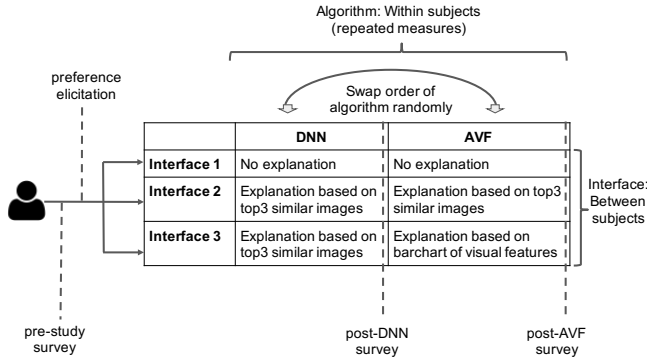 Algorithm: Within subjects
(repeated measures)
preference
elicitation
Swap order of
algorithm randomly
DNN
AVF
Interface 1
No explanation
No explanation
Interface 2
Explanation based on
top3 similar images
Explanation based on top3
similar images
Interface 3
Explanation based on
top3 similar images
Explanation based on
barchart of visual features
Interface:
Between
subjects
pre-study
survey
post-DNN
survey
post-AVF
survey